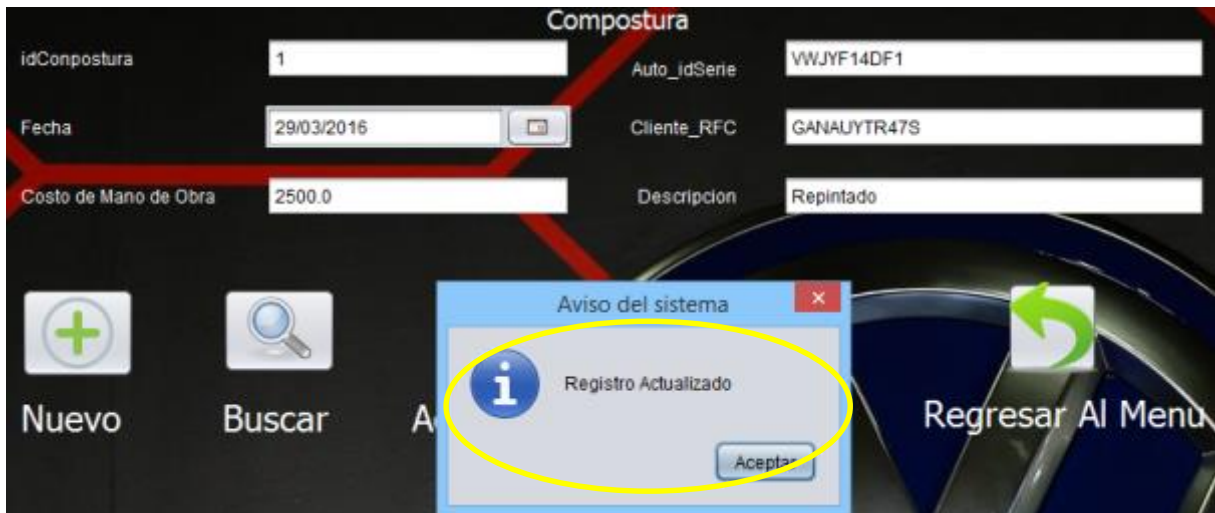 Compostura
idConpostura 1 Auto_idSerie VWJYF14DF1
Fecha 29/03/2016 Cliente_RFC GANAUYTR47S
Costo de Mano de Obra 2500.0 Descripcion Repintado
Aviso del sistema
Registro Actualizado
Aceptar
Nuevo Buscar Regresar Al Menu